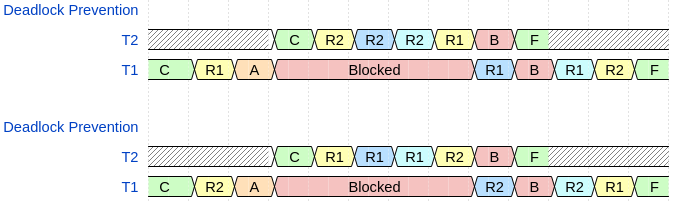 Deadlock Prevention
T2 C R2 R2 R2 R1 B F
T1 C R1 A Blocked R1 B R1 R2 F
Deadlock Prevention
T2 C R1 R1 R1 R2 B F
T1 C R2 A Blocked R2 B R2 R1 F